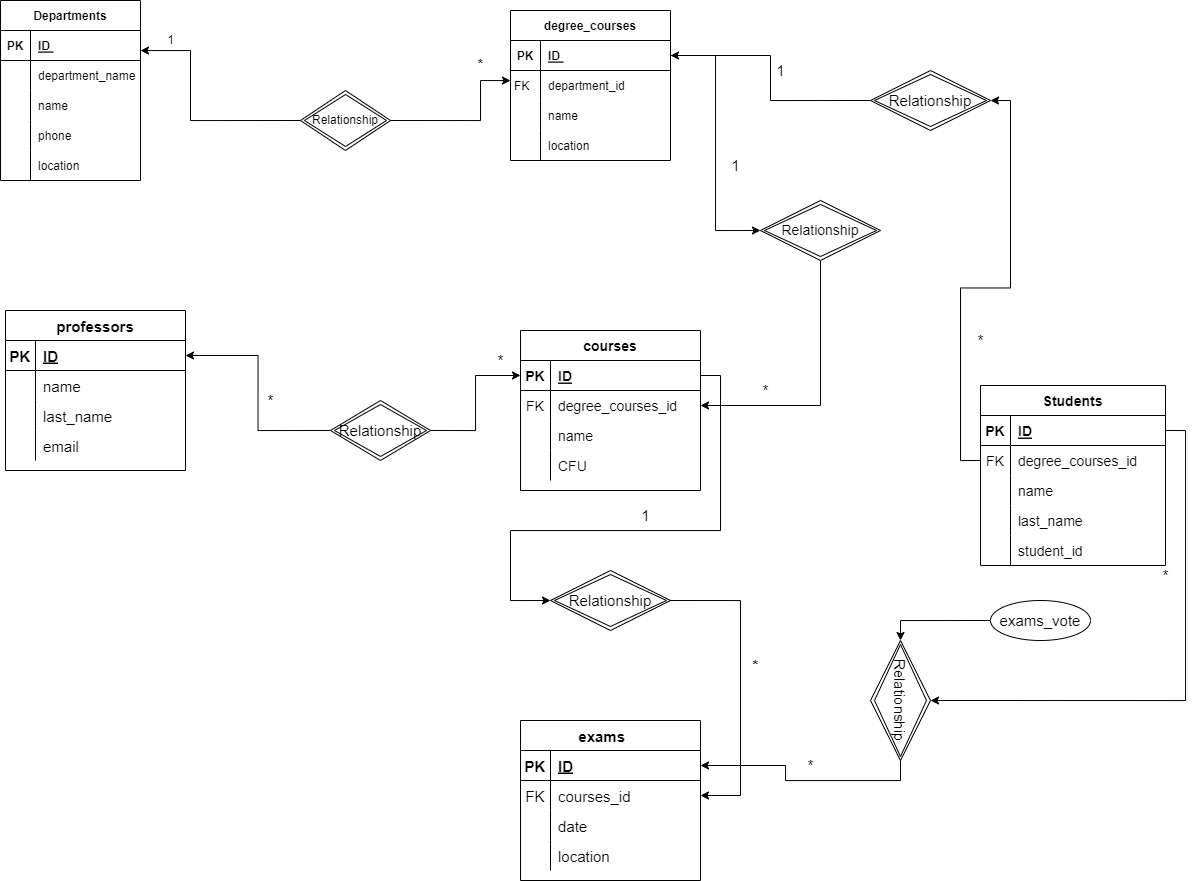 Departments
PK ID
department_name
name
phone
location
1
Relationship
*
degree_courses
PK ID
FK department_id
name
location
1
Relationship
1
Relationship
*
professors
PK ID
name
last_name
email
*
Relationship
*
courses
PK ID
FK degree_courses_id
name
CFU
*
Students
PK ID
FK degree_courses_id
name
last_name
student_id
*
1
Relationship
*
exams_vote
Relationship
*
exams
PK ID
FK courses_id
date
location